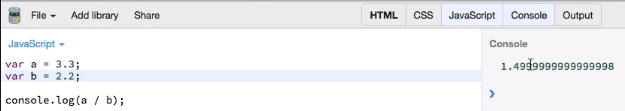 File Add library Share HTML CSS JavaScript Console Output
JavaScript Console
var a = 3.3; 1.4999999999999998
var b = 2.2;
console.log(a / b);